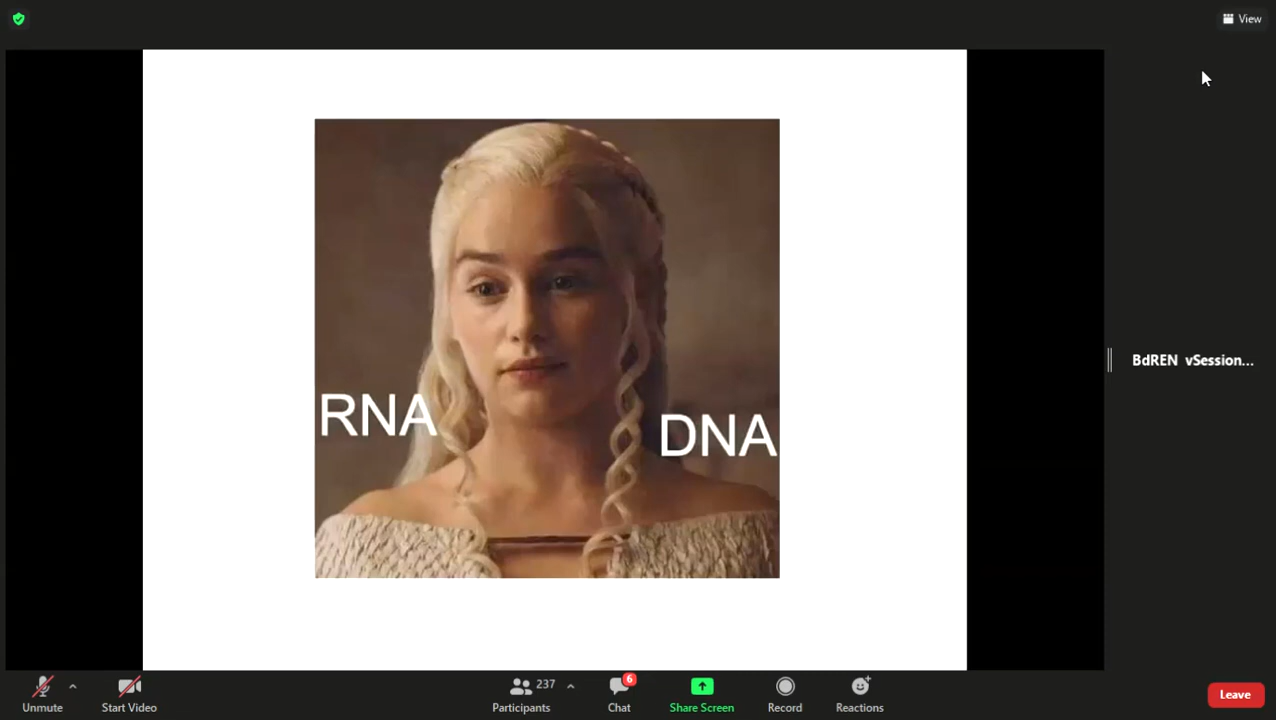 View
RNA
DNA
BdREN vSession...
6
237
Unmute
Start Video
Participants
Chat
Share Screen
Record
Reactions
Leave